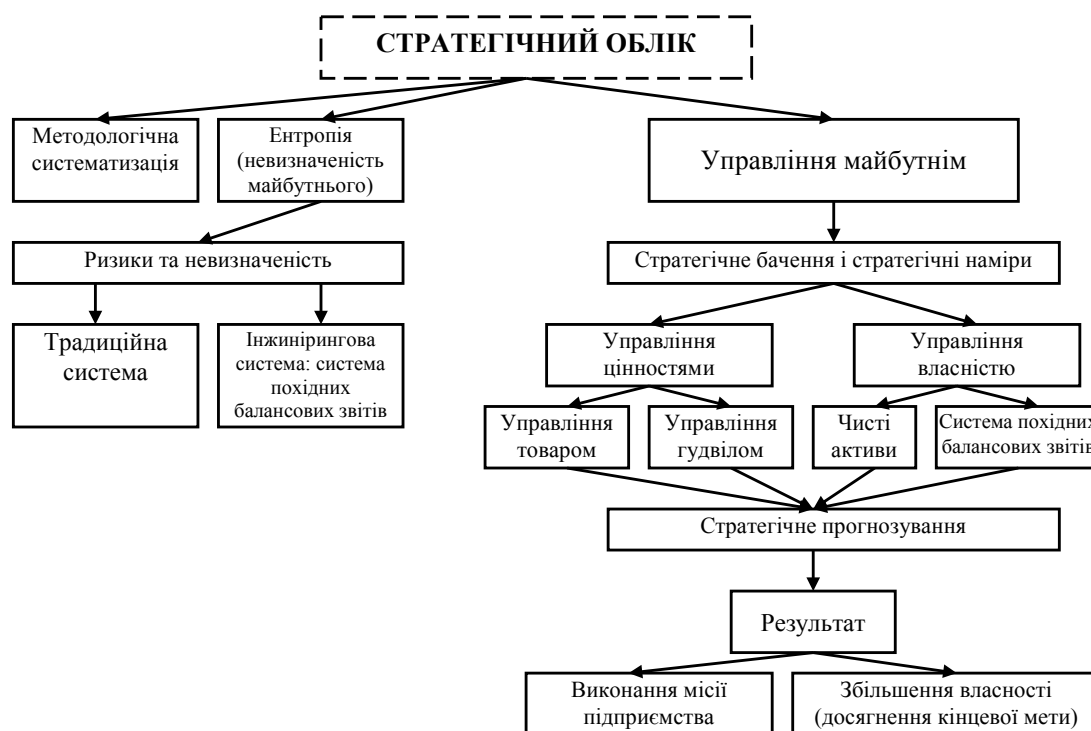 СТРАТЕГІЧНИЙ ОБЛІК
Методологічна
систематизація
Ентропія
(невизначеність
майбутнього)
Управління майбутнім
Ризики та невизначеність
Стратегічне бачення і стратегічні наміри
Традиційна
система
Інжинірингова
система: система
похідних
балансових звітів
Управління
цінностями
Управління
власністю
Управління
товаром
Управління
гудвілом
Чисті
активи
Система похідних
балансових звітів
Стратегічне прогнозування
Результат
Виконання місії
підприємства
Збільшення власності
(досягнення кінцевої мети)